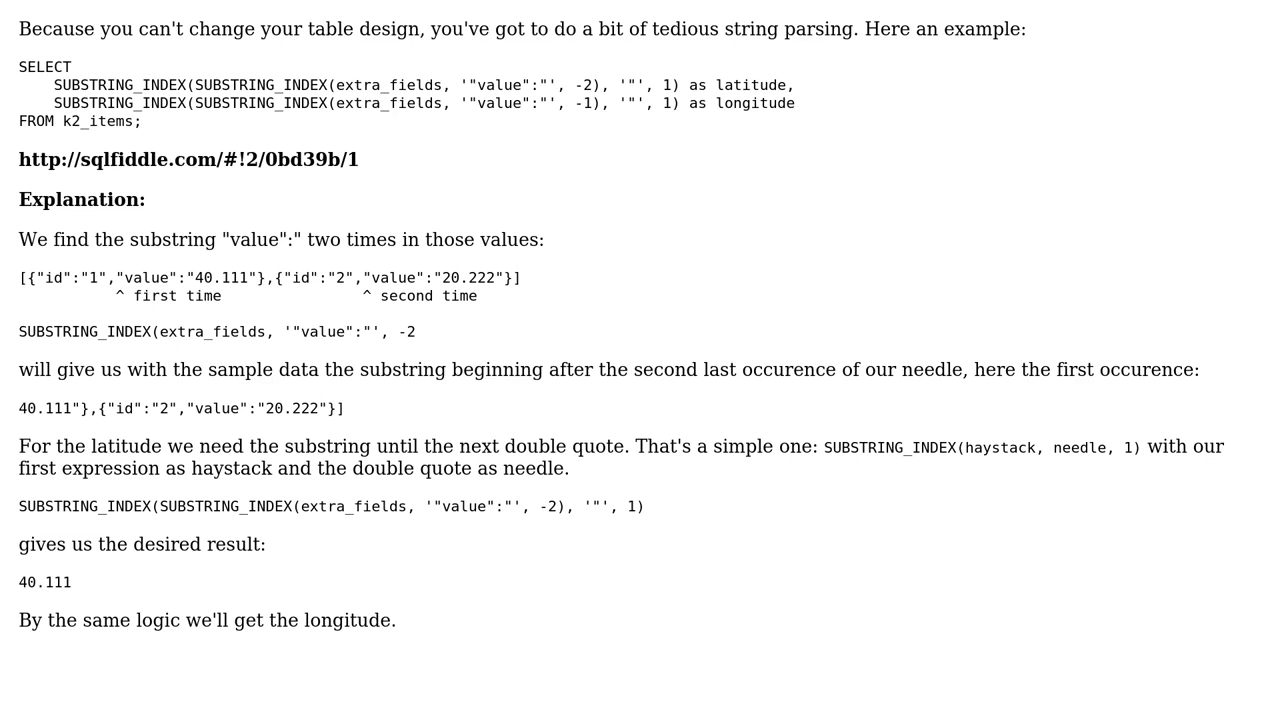 Because you can't change your table design, you've got to do a bit of tedious string parsing. Here an example:
SELECT
    SUBSTRING_INDEX(SUBSTRING_INDEX(extra_fields, '"value":"', -2), '"', 1) as latitude,
    SUBSTRING_INDEX(SUBSTRING_INDEX(extra_fields, '"value":"', -1), '"', 1) as longitude
FROM k2_items;
http://sqlfiddle.com/#!2/0bd39b/1
Explanation:
We find the substring "value":" two times in those values:
[{"id":"1","value":"40.111"},{"id":"2","value":"20.222"}]
           ^ first time                ^ second time
SUBSTRING_INDEX(extra_fields, '"value":"', -2
will give us with the sample data the substring beginning after the second last occurence of our needle, here the first occurence:
40.111"},{"id":"2","value":"20.222"}]
For the latitude we need the substring until the next double quote. That's a simple one: SUBSTRING_INDEX(haystack, needle, 1) with our
first expression as haystack and the double quote as needle.
SUBSTRING_INDEX(SUBSTRING_INDEX(extra_fields, '"value":"', -2), '"', 1)
gives us the desired result:
40.111
By the same logic we'll get the longitude.